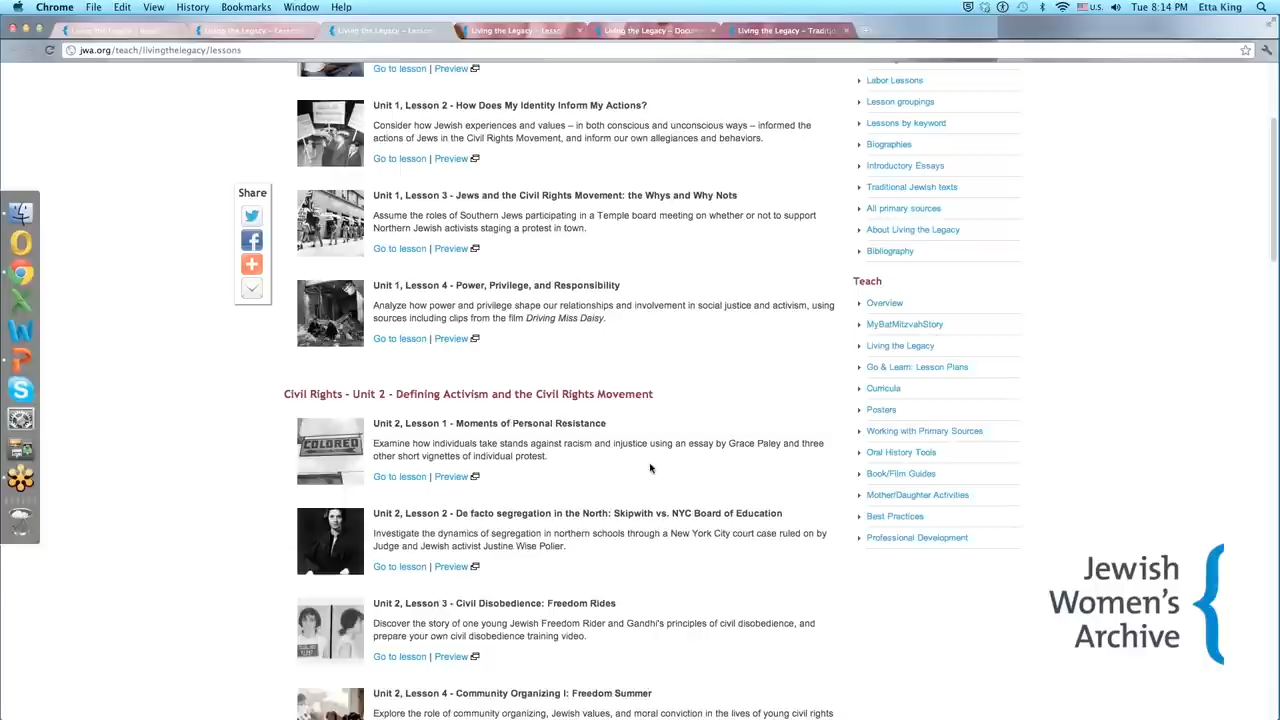 Chrome File Edit View History Bookmarks Window Help
U.S. Tue 8:14 PM Etta King
Living the Legacy – Lesso
Living the Legacy – Docu
Living the Legacy – Traditio
jwa.org/teach/livingthelegacy/lessons
Go to lesson | Preview
Unit 1, Lesson 2 - How Does My Identity Inform My Actions?
Consider how Jewish experiences and values – in both conscious and unconscious ways – informed the
actions of Jews in the Civil Rights Movement, and inform our own allegiances and behaviors.
Go to lesson | Preview
Share
Unit 1, Lesson 3 - Jews and the Civil Rights Movement: the Whys and Why Nots
Assume the roles of Southern Jews participating in a Temple board meeting on whether or not to support
Northern Jewish activists staging a protest in town.
Go to lesson | Preview
Unit 1, Lesson 4 - Power, Privilege, and Responsibility
Analyze how power and privilege shape our relationships and involvement in social justice and activism, using
sources including clips from the film Driving Miss Daisy.
Go to lesson | Preview
Civil Rights - Unit 2 - Defining Activism and the Civil Rights Movement
COLORED
Unit 2, Lesson 1 - Moments of Personal Resistance
Examine how individuals take stands against racism and injustice using an essay by Grace Paley and three
other short vignettes of individual protest.
Go to lesson | Preview
Unit 2, Lesson 2 - De facto segregation in the North: Skipwith vs. NYC Board of Education
Investigate the dynamics of segregation in northern schools through a New York City court case ruled on by
Judge and Jewish activist Justine Wise Polier.
Go to lesson | Preview
Unit 2, Lesson 3 - Civil Disobedience: Freedom Rides
Discover the story of one young Jewish Freedom Rider and Gandhi's principles of civil disobedience, and
prepare your own civil disobedience training video.
Go to lesson | Preview
Unit 2, Lesson 4 - Community Organizing I: Freedom Summer
Explore the role of community organizing, Jewish values, and moral conviction in the lives of young civil rights
Labor Lessons
Lesson groupings
Lessons by keyword
Biographies
Introductory Essays
Traditional Jewish texts
All primary sources
About Living the Legacy
Bibliography
Teach
Overview
MyBatMitzvahStory
Living the Legacy
Go & Learn: Lesson Plans
Curricula
Posters
Working with Primary Sources
Oral History Tools
Book/Film Guides
Mother/Daughter Activities
Best Practices
Professional Development
Jewish
Women's
Archive